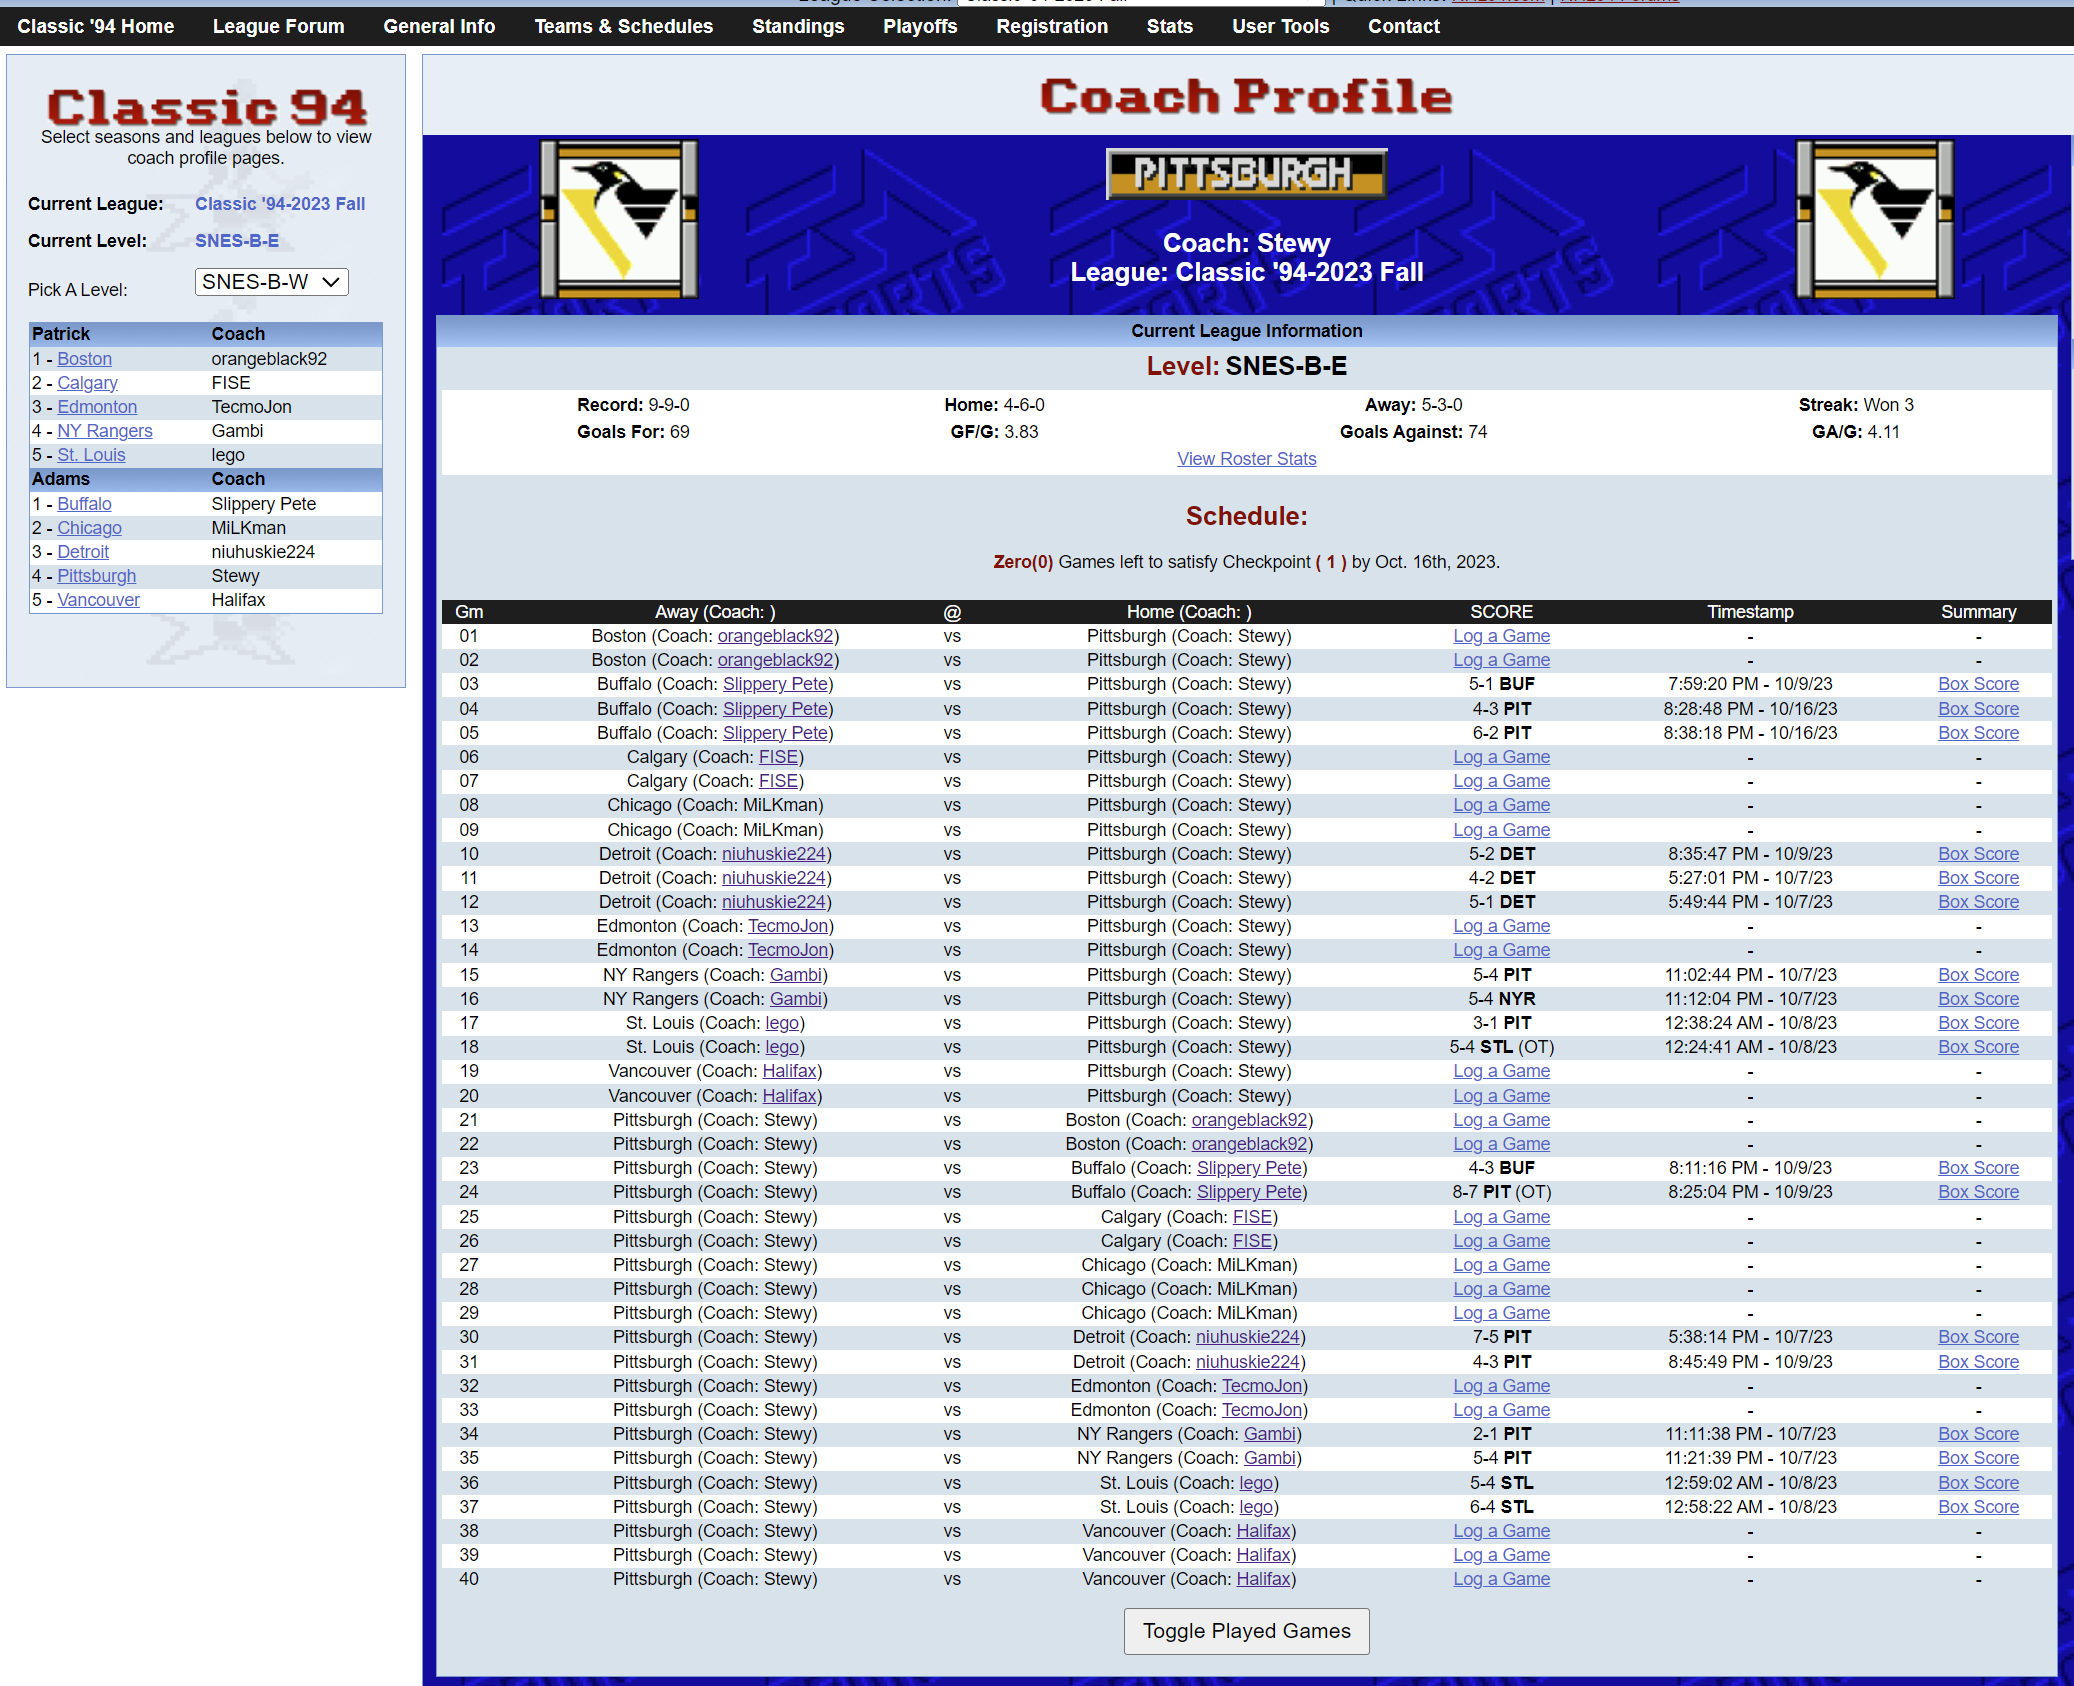 Classic '94 Home League Forum General Info Teams & Schedules Standings Playoffs Registration Stats User Tools Contact
Classic 94
Select seasons and leagues below to view
coach profile pages.
Current League: Classic '94-2023 Fall
Current Level: SNES-B-E
Pick A Level: SNES-B-W
Patrick Coach
1 - Boston orangeblack92
2 - Calgary FISE
3 - Edmonton TecmoJon
4 - NY Rangers Gambi
5 - St. Louis lego
Adams Coach
1 - Buffalo Slippery Pete
2 - Chicago MiLKman
3 - Detroit niuhuskie224
4 - Pittsburgh Stewy
5 - Vancouver Halifax
Coach Profile
PITTSBURGH
Coach: Stewy
League: Classic '94-2023 Fall
Current League Information
Level: SNES-B-E
Record: 9-9-0 Home: 4-6-0 Away: 5-3-0 Streak: Won 3
Goals For: 69 GF/G: 3.83 Goals Against: 74 GA/G: 4.11
View Roster Stats
Schedule:
Zero(0) Games left to satisfy Checkpoint ( 1 ) by Oct. 16th, 2023.
Gm Away (Coach: ) @ Home (Coach: ) SCORE Timestamp Summary
01 Boston (Coach: orangeblack92) vs Pittsburgh (Coach: Stewy) Log a Game - -
02 Boston (Coach: orangeblack92) vs Pittsburgh (Coach: Stewy) Log a Game - -
03 Buffalo (Coach: Slippery Pete) vs Pittsburgh (Coach: Stewy) 5-1 BUF 7:59:20 PM - 10/9/23 Box Score
04 Buffalo (Coach: Slippery Pete) vs Pittsburgh (Coach: Stewy) 4-3 PIT 8:28:48 PM - 10/16/23 Box Score
05 Buffalo (Coach: Slippery Pete) vs Pittsburgh (Coach: Stewy) 6-2 PIT 8:38:18 PM - 10/16/23 Box Score
06 Calgary (Coach: FISE) vs Pittsburgh (Coach: Stewy) Log a Game - -
07 Calgary (Coach: FISE) vs Pittsburgh (Coach: Stewy) Log a Game - -
08 Chicago (Coach: MiLKman) vs Pittsburgh (Coach: Stewy) Log a Game - -
09 Chicago (Coach: MiLKman) vs Pittsburgh (Coach: Stewy) Log a Game - -
10 Detroit (Coach: niuhuskie224) vs Pittsburgh (Coach: Stewy) 5-2 DET 8:35:47 PM - 10/9/23 Box Score
11 Detroit (Coach: niuhuskie224) vs Pittsburgh (Coach: Stewy) 4-2 DET 5:27:01 PM - 10/7/23 Box Score
12 Detroit (Coach: niuhuskie224) vs Pittsburgh (Coach: Stewy) 5-1 DET 5:49:44 PM - 10/7/23 Box Score
13 Edmonton (Coach: TecmoJon) vs Pittsburgh (Coach: Stewy) Log a Game - -
14 Edmonton (Coach: TecmoJon) vs Pittsburgh (Coach: Stewy) Log a Game - -
15 NY Rangers (Coach: Gambi) vs Pittsburgh (Coach: Stewy) 5-4 PIT 11:02:44 PM - 10/7/23 Box Score
16 NY Rangers (Coach: Gambi) vs Pittsburgh (Coach: Stewy) 5-4 NYR 11:12:04 PM - 10/7/23 Box Score
17 St. Louis (Coach: lego) vs Pittsburgh (Coach: Stewy) 3-1 PIT 12:38:24 AM - 10/8/23 Box Score
18 St. Louis (Coach: lego) vs Pittsburgh (Coach: Stewy) 5-4 STL (OT) 12:24:41 AM - 10/8/23 Box Score
19 Vancouver (Coach: Halifax) vs Pittsburgh (Coach: Stewy) Log a Game - -
20 Vancouver (Coach: Halifax) vs Pittsburgh (Coach: Stewy) Log a Game - -
21 Pittsburgh (Coach: Stewy) vs Boston (Coach: orangeblack92) Log a Game - -
22 Pittsburgh (Coach: Stewy) vs Boston (Coach: orangeblack92) Log a Game - -
23 Pittsburgh (Coach: Stewy) vs Buffalo (Coach: Slippery Pete) 4-3 BUF 8:11:16 PM - 10/9/23 Box Score
24 Pittsburgh (Coach: Stewy) vs Buffalo (Coach: Slippery Pete) 8-7 PIT (OT) 8:25:04 PM - 10/9/23 Box Score
25 Pittsburgh (Coach: Stewy) vs Calgary (Coach: FISE) Log a Game - -
26 Pittsburgh (Coach: Stewy) vs Calgary (Coach: FISE) Log a Game - -
27 Pittsburgh (Coach: Stewy) vs Chicago (Coach: MiLKman) Log a Game - -
28 Pittsburgh (Coach: Stewy) vs Chicago (Coach: MiLKman) Log a Game - -
29 Pittsburgh (Coach: Stewy) vs Chicago (Coach: MiLKman) Log a Game - -
30 Pittsburgh (Coach: Stewy) vs Detroit (Coach: niuhuskie224) 7-5 PIT 5:38:14 PM - 10/7/23 Box Score
31 Pittsburgh (Coach: Stewy) vs Detroit (Coach: niuhuskie224) 4-3 PIT 8:45:49 PM - 10/9/23 Box Score
32 Pittsburgh (Coach: Stewy) vs Edmonton (Coach: TecmoJon) Log a Game - -
33 Pittsburgh (Coach: Stewy) vs Edmonton (Coach: TecmoJon) Log a Game - -
34 Pittsburgh (Coach: Stewy) vs NY Rangers (Coach: Gambi) 2-1 PIT 11:11:38 PM - 10/7/23 Box Score
35 Pittsburgh (Coach: Stewy) vs NY Rangers (Coach: Gambi) 5-4 PIT 11:21:39 PM - 10/7/23 Box Score
36 Pittsburgh (Coach: Stewy) vs St. Louis (Coach: lego) 5-4 STL 12:59:02 AM - 10/8/23 Box Score
37 Pittsburgh (Coach: Stewy) vs St. Louis (Coach: lego) 6-4 STL 12:58:22 AM - 10/8/23 Box Score
38 Pittsburgh (Coach: Stewy) vs Vancouver (Coach: Halifax) Log a Game - -
39 Pittsburgh (Coach: Stewy) vs Vancouver (Coach: Halifax) Log a Game - -
40 Pittsburgh (Coach: Stewy) vs Vancouver (Coach: Halifax) Log a Game - -
Toggle Played Games